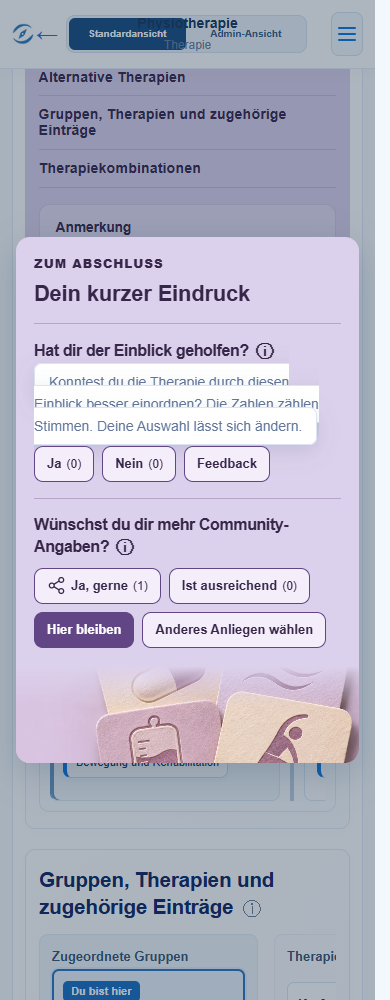 Physiotherapie
Standardansicht
Admin-Ansicht
Therapie
Alternative Therapien
Gruppen, Therapien und zugehörige
Einträge
Therapiekombinationen
Anmerkung
ZUM ABSCHLUSS
Dein kurzer Eindruck
Hat dir der Einblick geholfen?
Konntest du die Therapie durch diesen
Einblick besser einordnen? Die Zahlen zählen
Stimmen. Deine Auswahl lässt sich ändern.
Ja (0)
Nein (0)
Feedback
Wünschst du dir mehr Community-
Angaben?
Ja, gerne (1)
Ist ausreichend (0)
Hier bleiben
Anderes Anliegen wählen
Bewegung und Rehabilitation
Gruppen, Therapien und
zugehörige Einträge
Zugeordnete Gruppen
Du bist hier